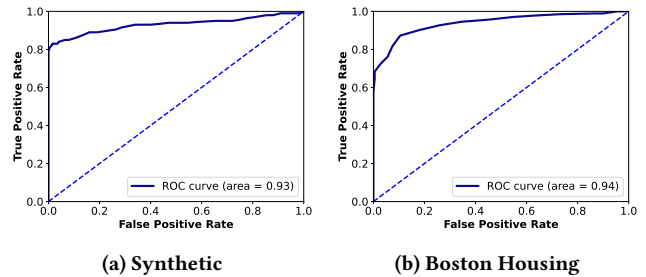 1.0
0.8
0.6
0.4
0.2
0.0
True Positive Rate
ROC curve (area = 0.93)
0.0 0.2 0.4 0.6 0.8 1.0
False Positive Rate
(a) Synthetic
1.0
0.8
0.6
0.4
0.2
0.0
True Positive Rate
ROC curve (area = 0.94)
0.0 0.2 0.4 0.6 0.8 1.0
False Positive Rate
(b) Boston Housing